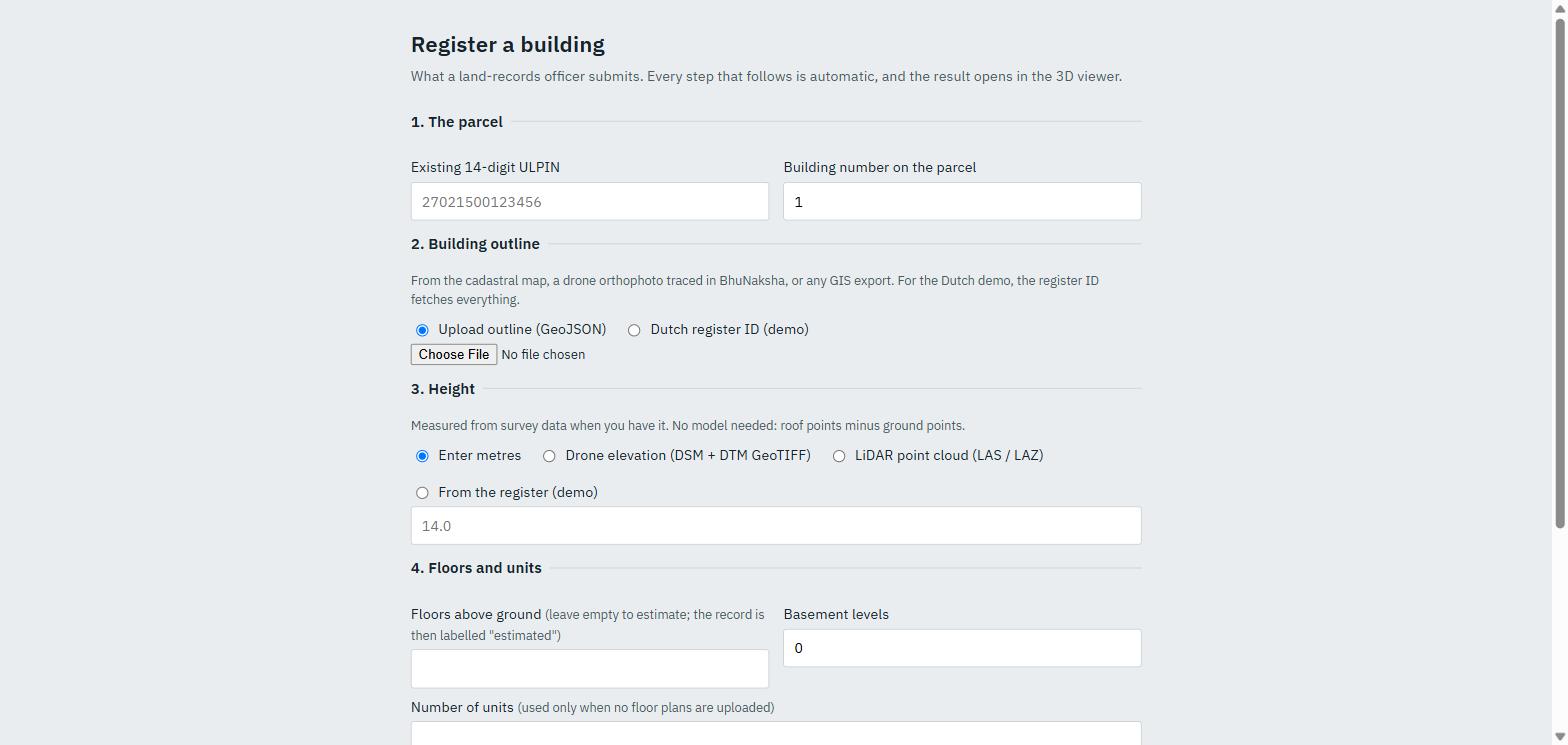 Register a building
What a land-records officer submits. Every step that follows is automatic, and the result opens in the 3D viewer.
1. The parcel
Existing 14-digit ULPIN
Building number on the parcel
27021500123456
1
2. Building outline
From the cadastral map, a drone orthophoto traced in BhuNaksha, or any GIS export. For the Dutch demo, the register ID
fetches everything.
Upload outline (GeoJSON)
Dutch register ID (demo)
Choose File No file chosen
3. Height
Measured from survey data when you have it. No model needed: roof points minus ground points.
Enter metres
Drone elevation (DSM + DTM GeoTIFF)
LiDAR point cloud (LAS / LAZ)
From the register (demo)
14.0
4. Floors and units
Floors above ground (leave empty to estimate; the record is
then labelled "estimated")
Basement levels
0
Number of units (used only when no floor plans are uploaded)